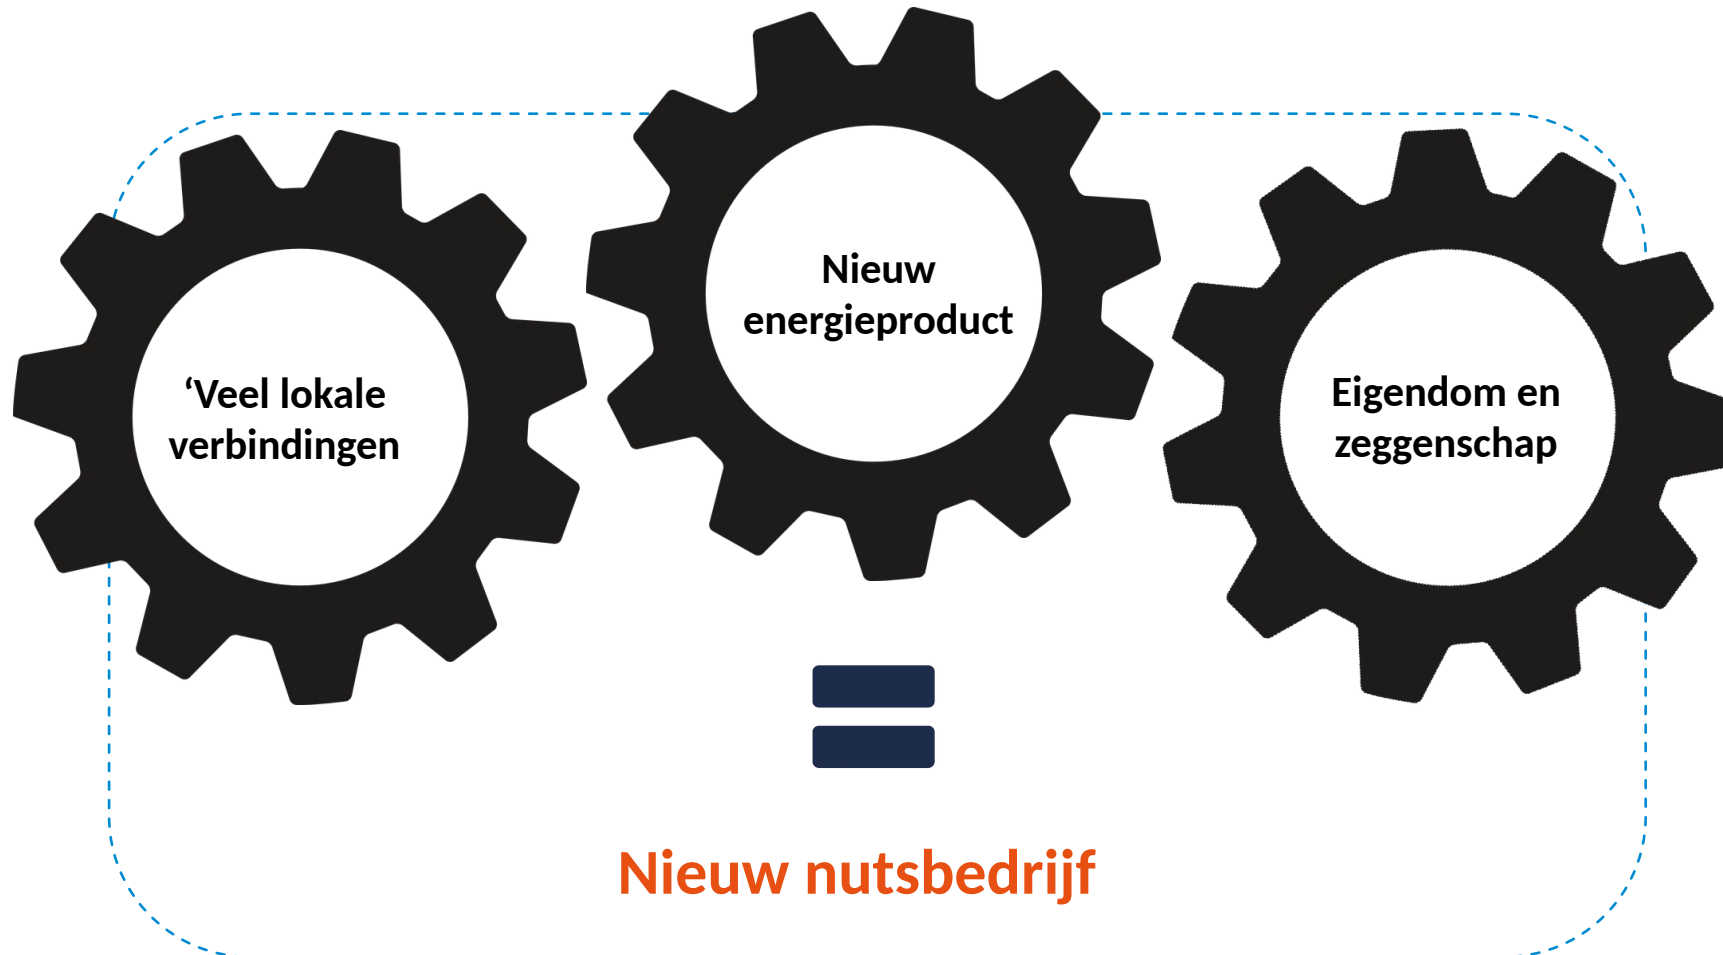 Nieuw
energieproduct
‘Veel lokale
verbindingen
Eigendom en
zeggenschap
Nieuw nutsbedrijf